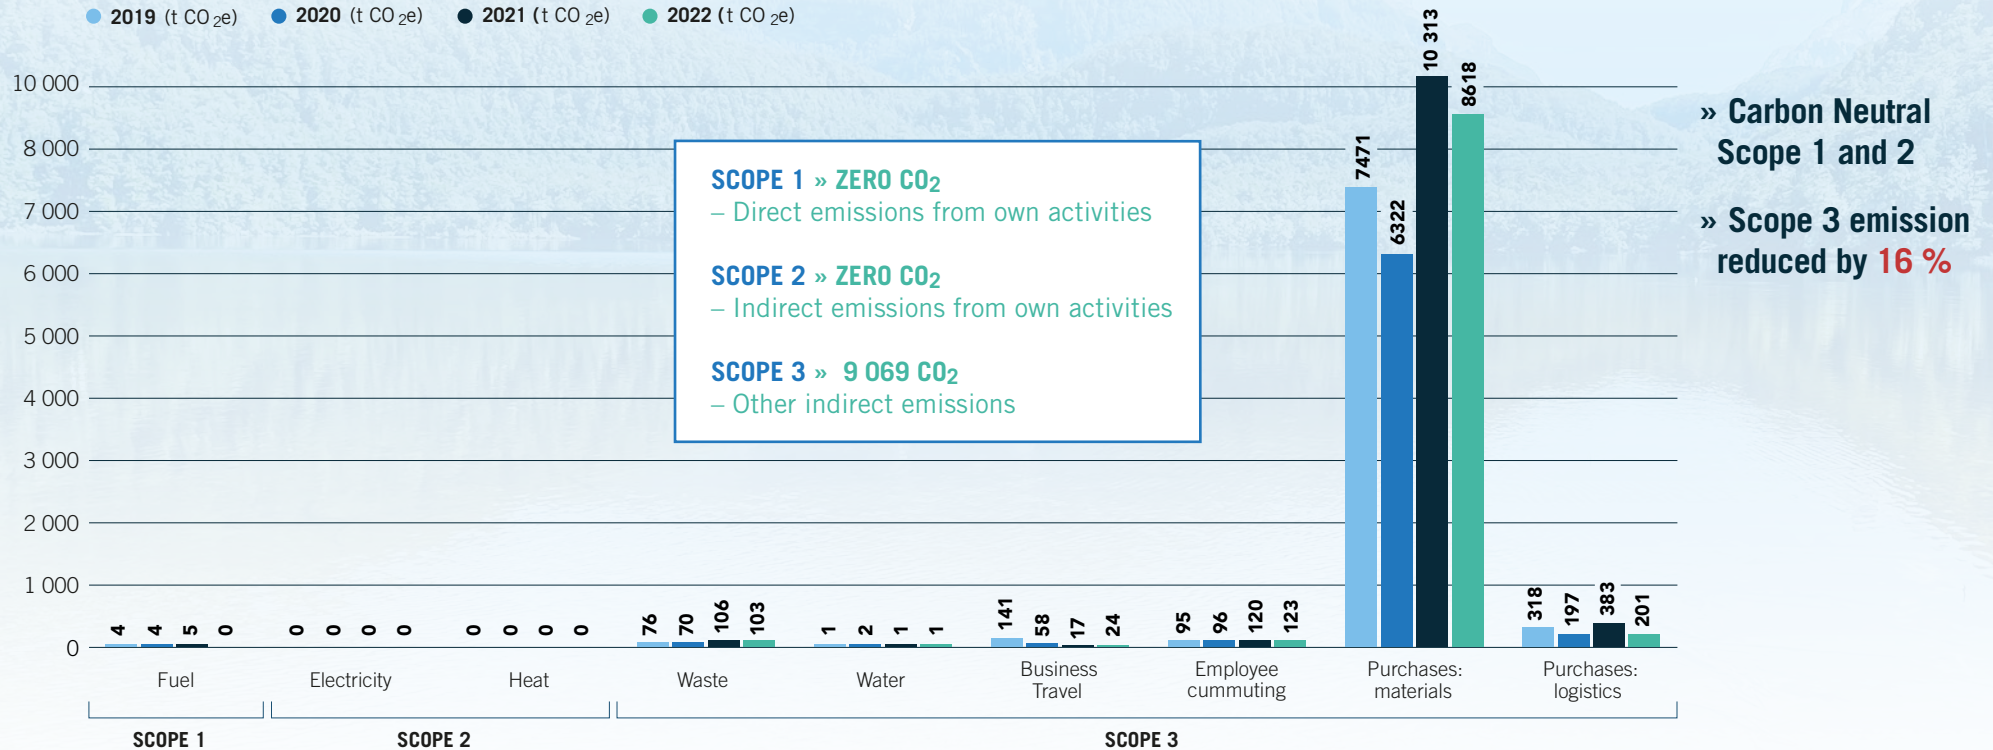 2019 (t CO2e) 2020 (t CO2e) 2021 (t CO2e) 2022 (t CO2e)
10 000
8 000
7 000
6 000
5 000
4 000
3 000
2 000
1 000
0
4 4 5 0
0 0 0 0
0 0 0 0
76 70 106 103
1 2 1 1
141 58 17 24
95 96 120 123
7471 6322 10 313 8618
318 197 383 201
Fuel
Electricity
Heat
Waste
Water
Business
Travel
Employee
cummuting
Purchases:
materials
Purchases:
logistics
SCOPE 1
SCOPE 2
SCOPE 3
SCOPE 1 » ZERO CO2
– Direct emissions from own activities
SCOPE 2 » ZERO CO2
– Indirect emissions from own activities
SCOPE 3 » 9 069 CO2
– Other indirect emissions
» Carbon Neutral
Scope 1 and 2
» Scope 3 emission
reduced by 16 %